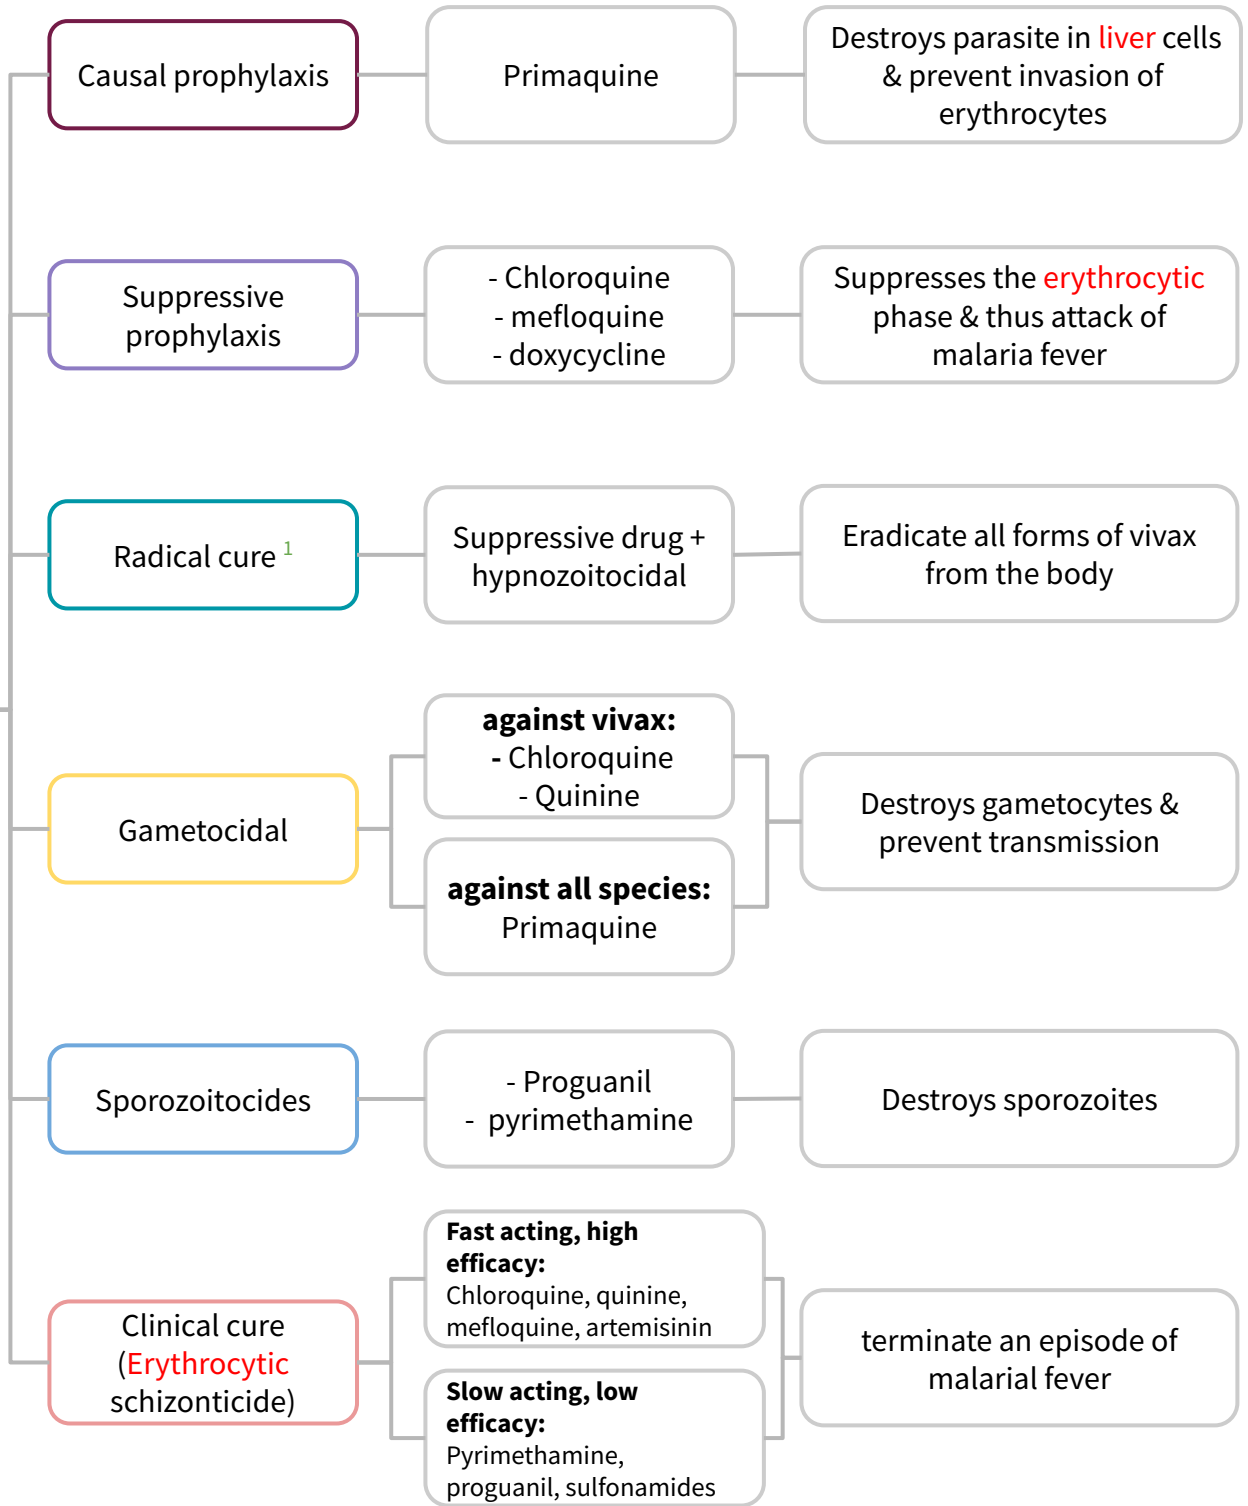 Causal prophylaxis
Primaquine
Destroys parasite in liver cells
& prevent invasion of
erythrocytes
Suppressive
prophylaxis
- Chloroquine
- mefloquine
- doxycycline
Suppresses the erythrocytic
phase & thus attack of
malaria fever
Radical cure 1
Suppressive drug +
hypnozoitocidal
Eradicate all forms of vivax
from the body
Gametocidal
against vivax:
- Chloroquine
- Quinine
against all species:
Primaquine
Destroys gametocytes &
prevent transmission
Sporozoitocides
- Proguanil
- pyrimethamine
Destroys sporozoites
Clinical cure
(Erythrocytic
schizonticide)
Fast acting, high
efficacy:
Chloroquine, quinine,
mefloquine, artemisinin
Slow acting, low
efficacy:
Pyrimethamine,
proguanil, sulfonamides
terminate an episode of
malarial fever